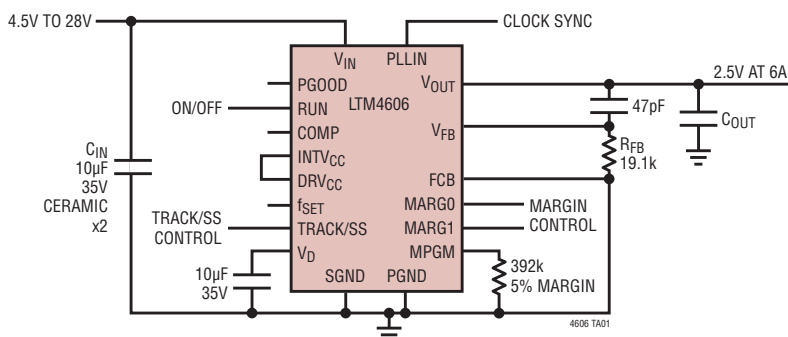 4.5V TO 28V
CLOCK SYNC
VIN
PLLIN
PGOOD
VOUT
2.5V AT 6A
ON/OFF
RUN
LTM4606
47pF
COUT
COMP
VFB
CIN
10µF
35V
CERAMIC
x2
INTVCC
RFB
19.1k
DRVCC
FCB
fSET
MARG0
MARGIN
CONTROL
TRACK/SS
CONTROL
TRACK/SS
MARG1
VD
MPGM
10µF
35V
SGND
PGND
392k
5% MARGIN
4606 TA01